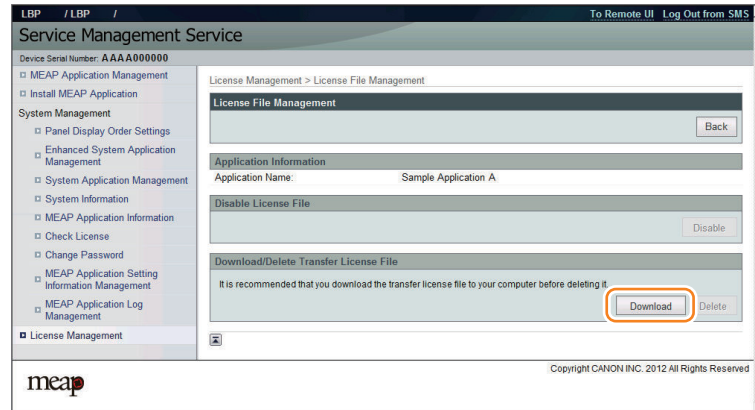 LBP / LBP /
To Remote UI Log Out from SMS
Service Management Service
Device Serial Number: AAAA000000
MEAP Application Management
Install MEAP Application
System Management
Panel Display Order Settings
Enhanced System Application
Management
System Application Management
System Information
MEAP Application Information
Check License
Change Password
MEAP Application Setting
Information Management
MEAP Application Log
Management
License Management
License Management > License File Management
License File Management
Back
Application Information
Application Name: Sample Application A
Disable License File
Disable
Download/Delete Transfer License File
It is recommended that you download the transfer license file to your computer before deleting it.
Download Delete
Copyright CANON INC. 2012 All Rights Reserved
meap